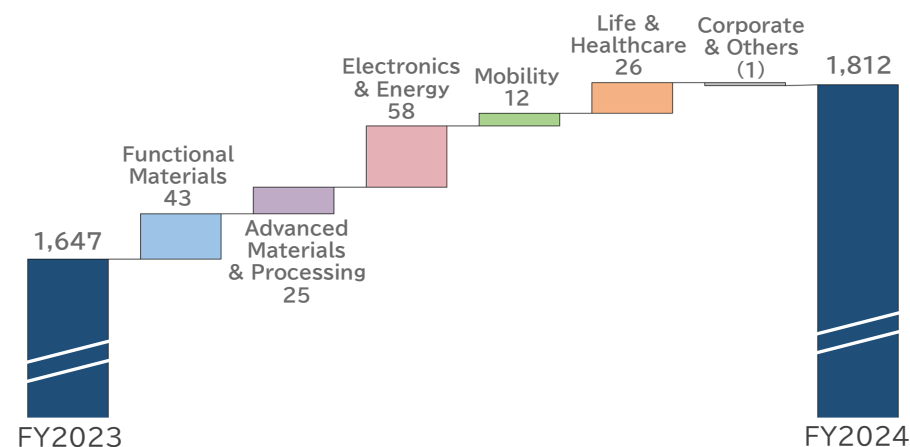 1,647
Functional
Materials
43
Advanced
Materials
& Processing
25
Electronics
& Energy
58
Mobility
12
Life &
Healthcare
26
Corporate
& Others
(1)
1,812
FY2023
FY2024